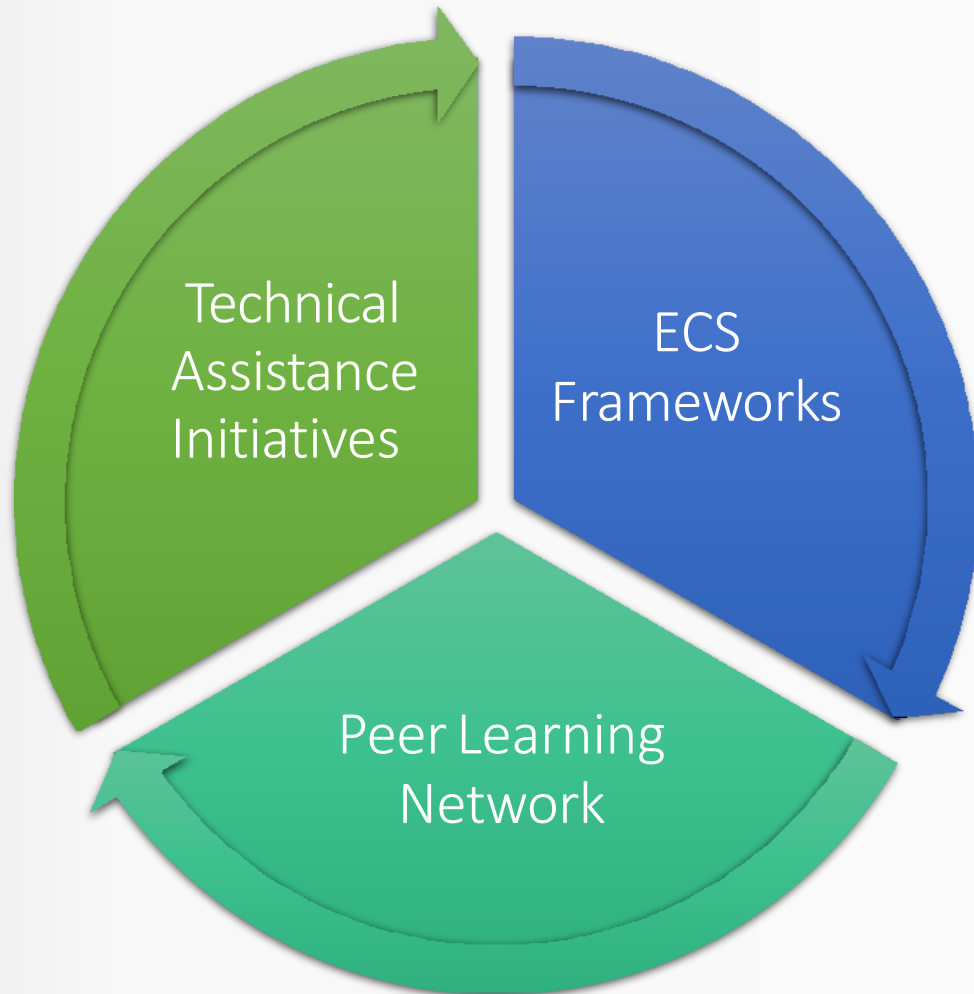 Technical
Assistance
Initiatives
ECS
Frameworks
Peer Learning
Network